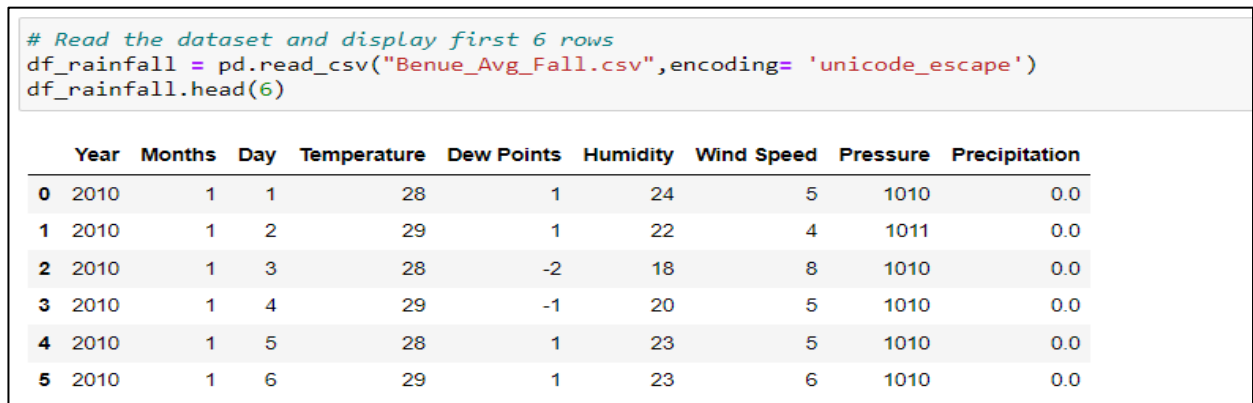 # Read the dataset and display first 6 rows
df_rainfall = pd.read_csv("Benue_Avg_Fall.csv",encoding= 'unicode_escape')
df_rainfall.head(6)
Year Months Day Temperature Dew Points Humidity Wind Speed Pressure Precipitation
0 2010 1 1 28 1 24 5 1010 0.0
1 2010 1 2 29 1 22 4 1011 0.0
2 2010 1 3 28 -2 18 8 1010 0.0
3 2010 1 4 29 -1 20 5 1010 0.0
4 2010 1 5 28 1 23 5 1010 0.0
5 2010 1 6 29 1 23 6 1010 0.0